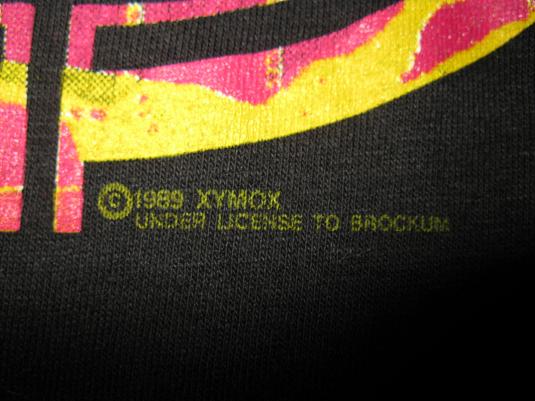 ©1989 XYMOX
UNDER LICENSE TO BROCKUM